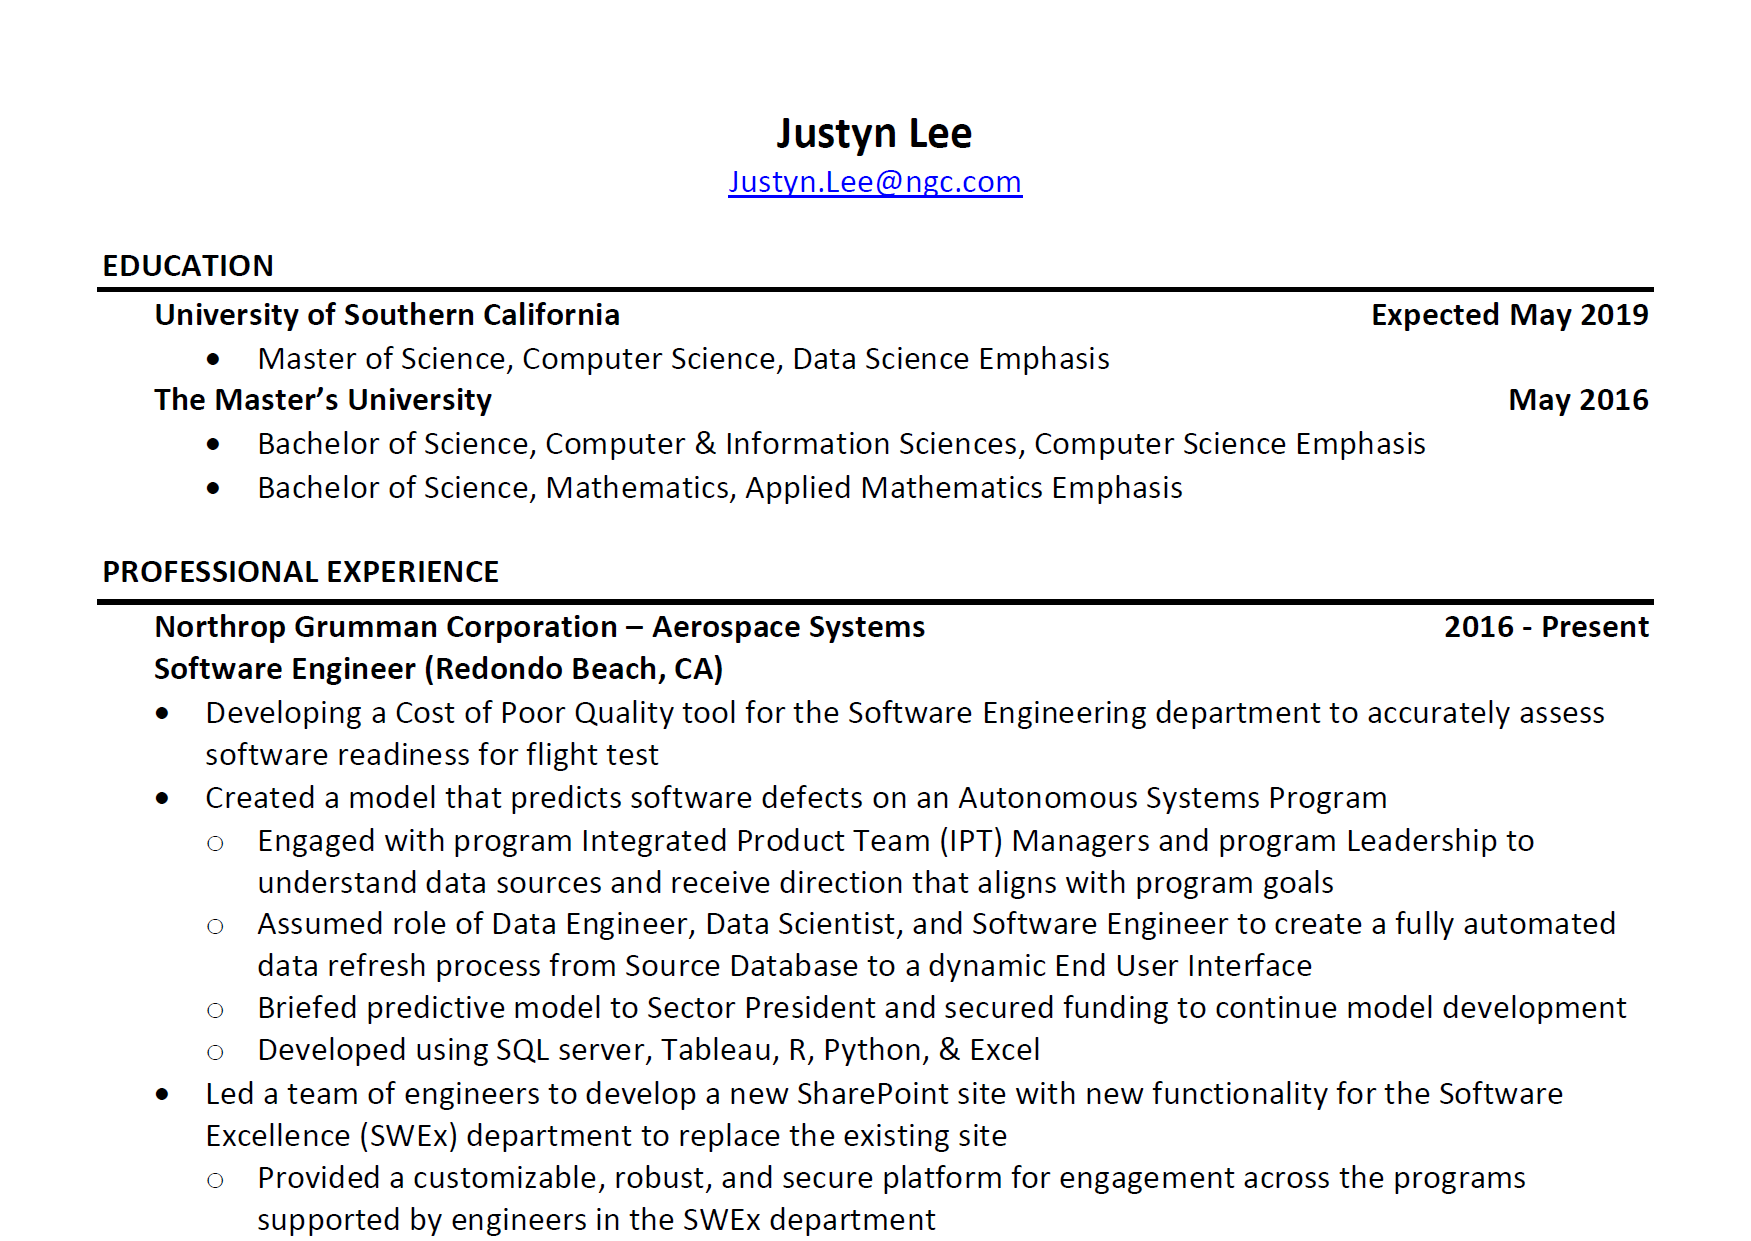 Justyn Lee
Justyn.Lee@ngc.com
EDUCATION
University of Southern California Expected May 2019
• Master of Science, Computer Science, Data Science Emphasis
The Master’s University May 2016
• Bachelor of Science, Computer & Information Sciences, Computer Science Emphasis
• Bachelor of Science, Mathematics, Applied Mathematics Emphasis
PROFESSIONAL EXPERIENCE
Northrop Grumman Corporation – Aerospace Systems 2016 - Present
Software Engineer (Redondo Beach, CA)
• Developing a Cost of Poor Quality tool for the Software Engineering department to accurately assess
software readiness for flight test
• Created a model that predicts software defects on an Autonomous Systems Program
○ Engaged with program Integrated Product Team (IPT) Managers and program Leadership to
understand data sources and receive direction that aligns with program goals
○ Assumed role of Data Engineer, Data Scientist, and Software Engineer to create a fully automated
data refresh process from Source Database to a dynamic End User Interface
○ Briefed predictive model to Sector President and secured funding to continue model development
○ Developed using SQL server, Tableau, R, Python, & Excel
• Led a team of engineers to develop a new SharePoint site with new functionality for the Software
Excellence (SWEx) department to replace the existing site
○ Provided a customizable, robust, and secure platform for engagement across the programs
supported by engineers in the SWEx department